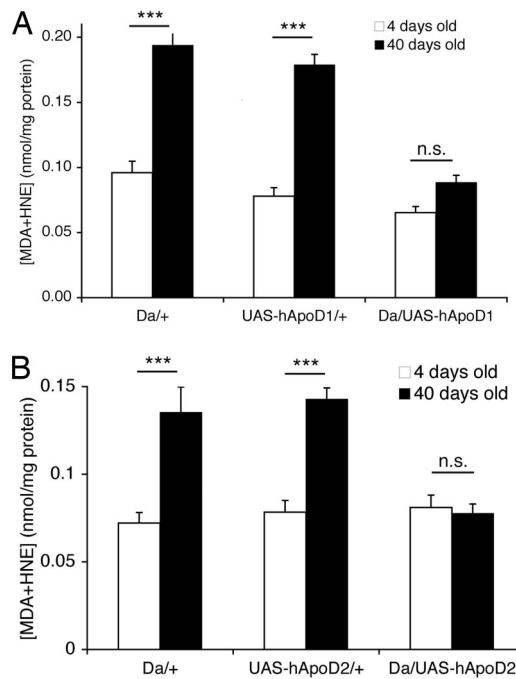 A
***
***
4 days old
40 days old
0.20
0.15
0.10
0.05
0.00
n.s.
[MDA+HNE] (nmol/mg portein)
Da/+
UAS-hApoD1/+
Da/UAS-hApoD1
B
***
***
4 days old
40 days old
0.15
0.1
0.05
0
n.s.
[MDA+HNE] (nmol/mg protein)
Da/+
UAS-hApoD2/+
Da/UAS-hApoD2